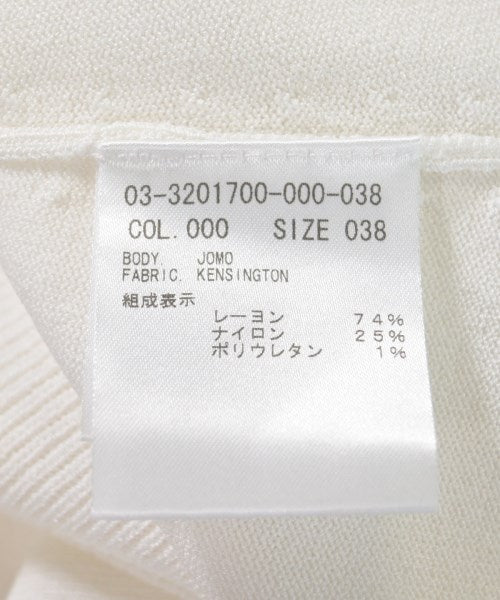 03-3201700-000-038
COL.000 SIZE 038
BODY. JOMO
FABRIC. KENSINGTON
組成表示
レーヨン 74%
ナイロン 25%
ポリウレタン 1%